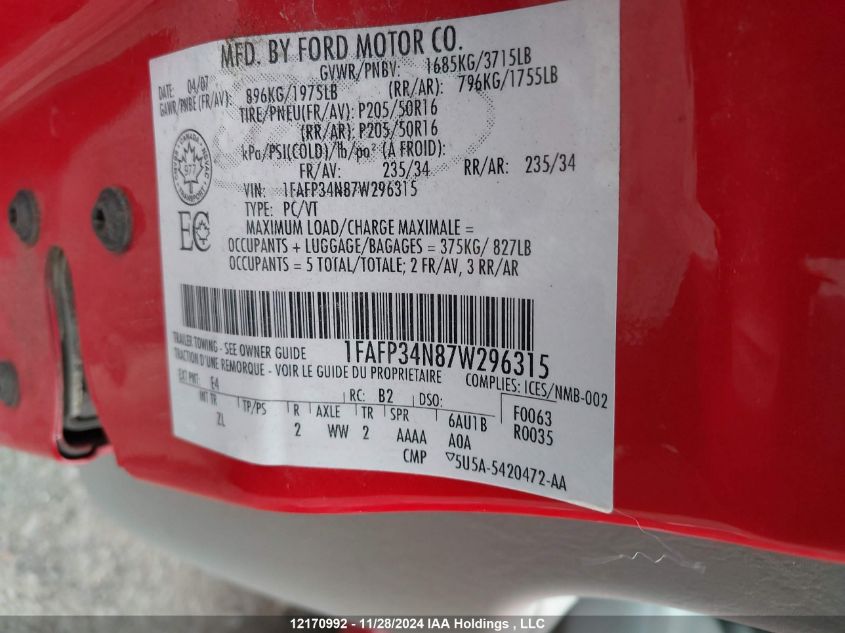 MFD. BY FORD MOTOR CO.
DATE: 04/07 GVWR/PNBV: 1685KG/3715LB
GAWR/PNBE (FR/AV): 896KG/1975LB (RR/AR): 796KG/1755LB
TIRE/PNEU(FR/AV): P205/50R16
(RR/AR): P205/50R16
kPa/PSI(COLD)/lb/po² (À FROID):
FR/AV: 235/34 RR/AR: 235/34
VIN: 1FAFP34N87W296315
TYPE: PC/VT
MAXIMUM LOAD/CHARGE MAXIMALE =
OCCUPANTS + LUGGAGE/BAGAGES = 375KG/ 827LB
OCCUPANTS = 5 TOTAL/TOTALE; 2 FR/AV, 3 RR/AR
CANADA
TRANSPORT
977
EC
1FAFP34N87W296315
TRAILER TOWING - SEE OWNER GUIDE
TRACTION D'UNE REMORQUE - VOIR LE GUIDE DU PROPRIETAIRE
COMPLIES: ICES/NMB-002
EXT PNT: E4 RC: B2 DSO:
INT TR TP/PS R AXLE TR SPR 6AU1B F0063
ZL 2 WW 2 AAAA A0A R0035
CMP ▽5U5A-5420472-AA
12170992 - 11/28/2024 IAA Holdings , LLC